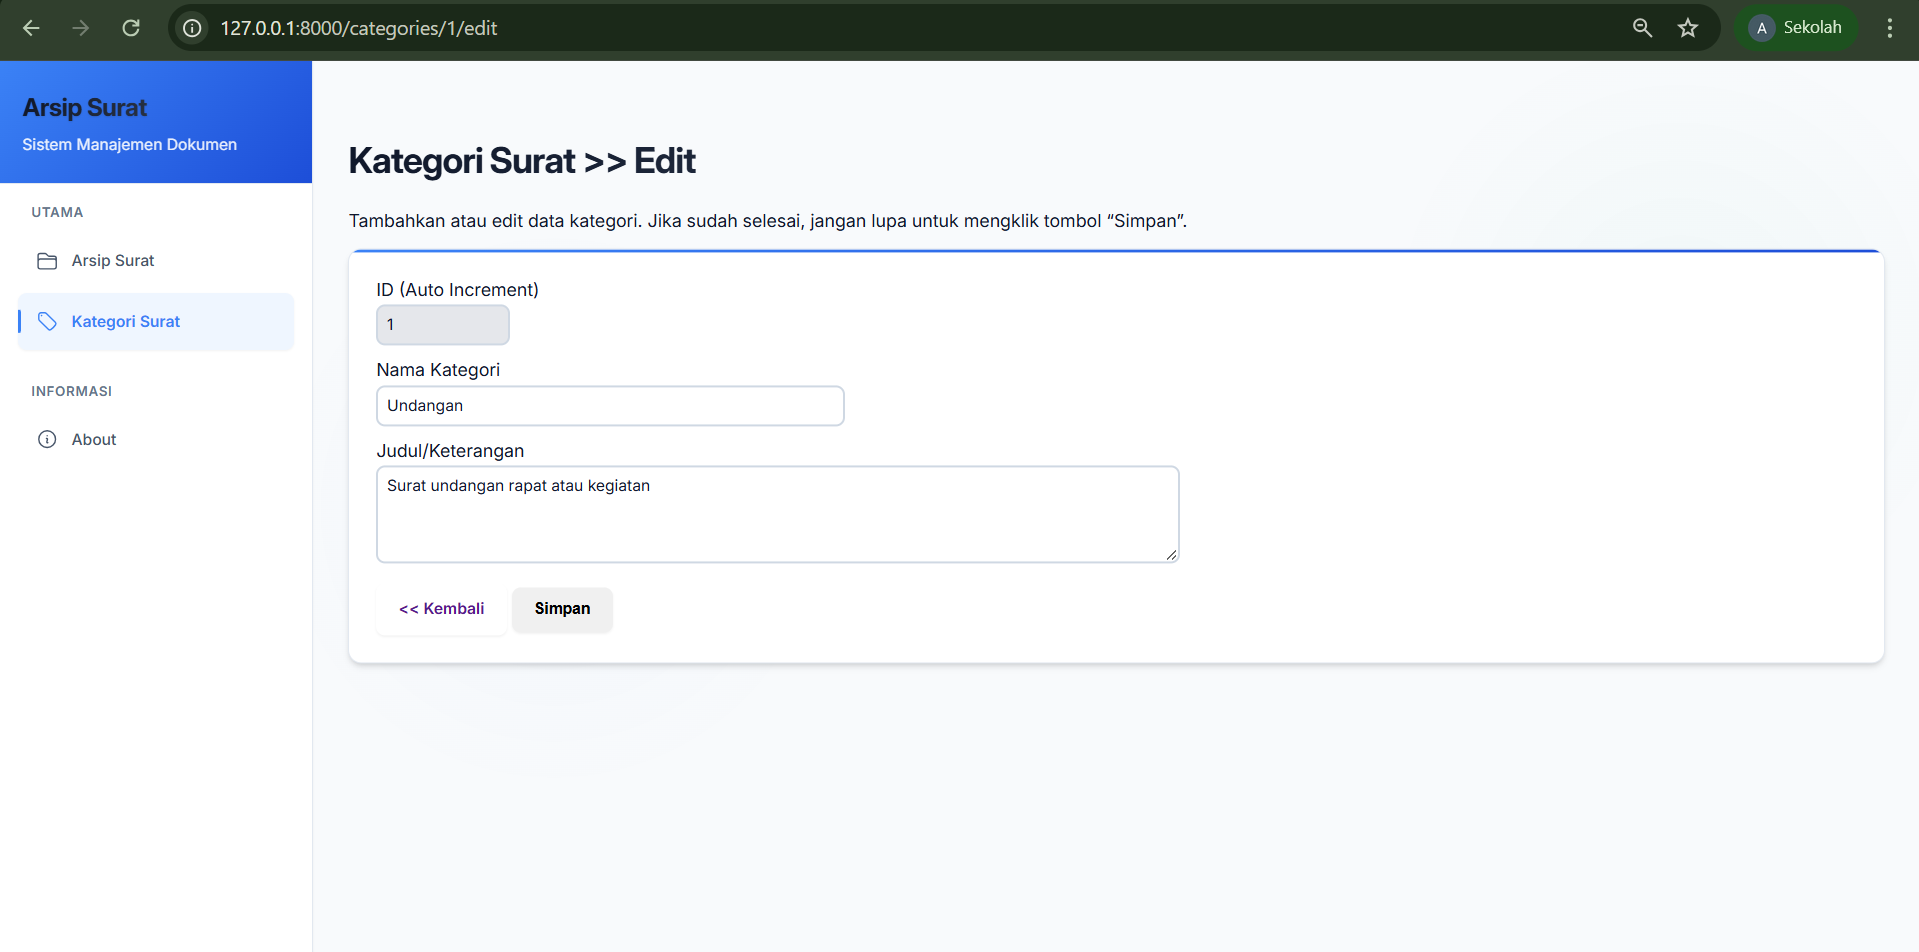 127.0.0.1:8000/categories/1/edit
A Sekolah
Arsip Surat
Sistem Manajemen Dokumen
UTAMA
Arsip Surat
Kategori Surat
INFORMASI
About
Kategori Surat >> Edit
Tambahkan atau edit data kategori. Jika sudah selesai, jangan lupa untuk mengklik tombol “Simpan”.
ID (Auto Increment)
1
Nama Kategori
Undangan
Judul/Keterangan
Surat undangan rapat atau kegiatan
<< Kembali
Simpan